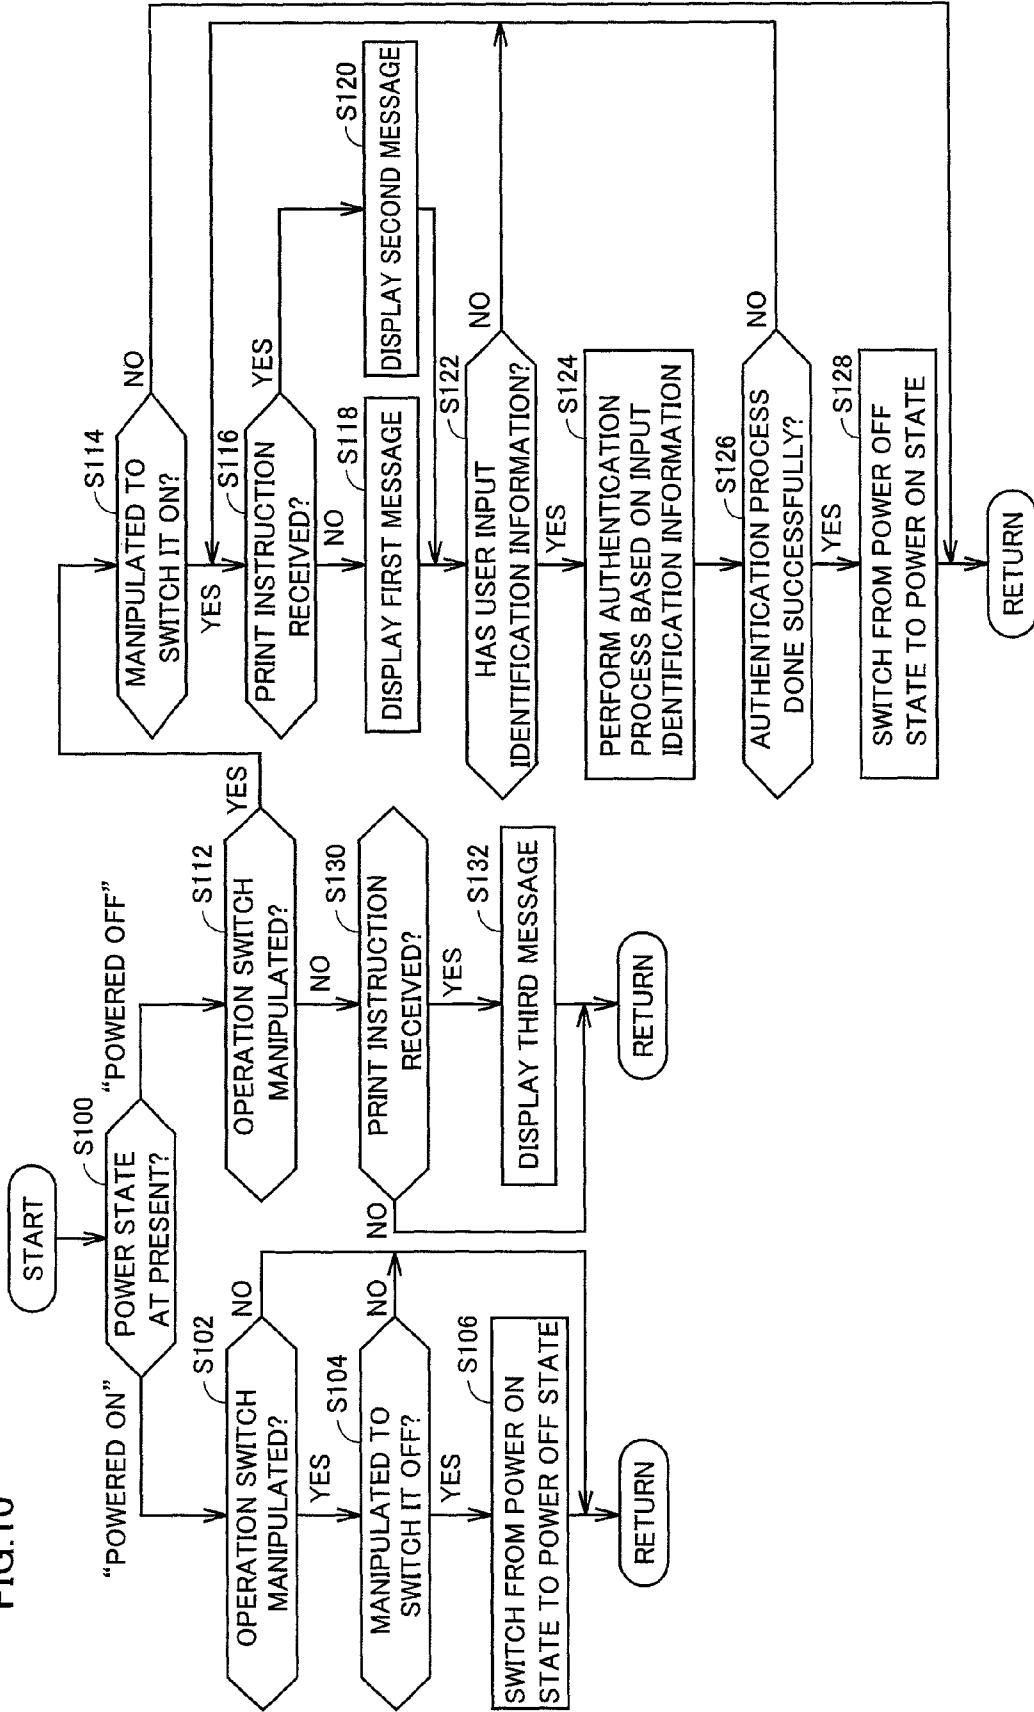 FIG.10
START
S100
POWER STATE
AT PRESENT?
"POWERED ON"
"POWERED OFF"
S102
OPERATION SWITCH
MANIPULATED?
NO
YES
S104
MANIPULATED TO
SWITCH IT OFF?
NO
YES
S106
SWITCH FROM POWER ON
STATE TO POWER OFF STATE
RETURN
S112
OPERATION SWITCH
MANIPULATED?
YES
NO
S130
PRINT INSTRUCTION
RECEIVED?
NO
YES
S132
DISPLAY THIRD MESSAGE
RETURN
S114
MANIPULATED TO
SWITCH IT ON?
NO
YES
S116
PRINT INSTRUCTION
RECEIVED?
YES
NO
S118
DISPLAY FIRST MESSAGE
S120
DISPLAY SECOND MESSAGE
S122
HAS USER INPUT
IDENTIFICATION INFORMATION?
NO
YES
S124
PERFORM AUTHENTICATION
PROCESS BASED ON INPUT
IDENTIFICATION INFORMATION
S126
AUTHENTICATION PROCESS
DONE SUCCESSFULLY?
NO
YES
S128
SWITCH FROM POWER OFF
STATE TO POWER ON STATE
RETURN